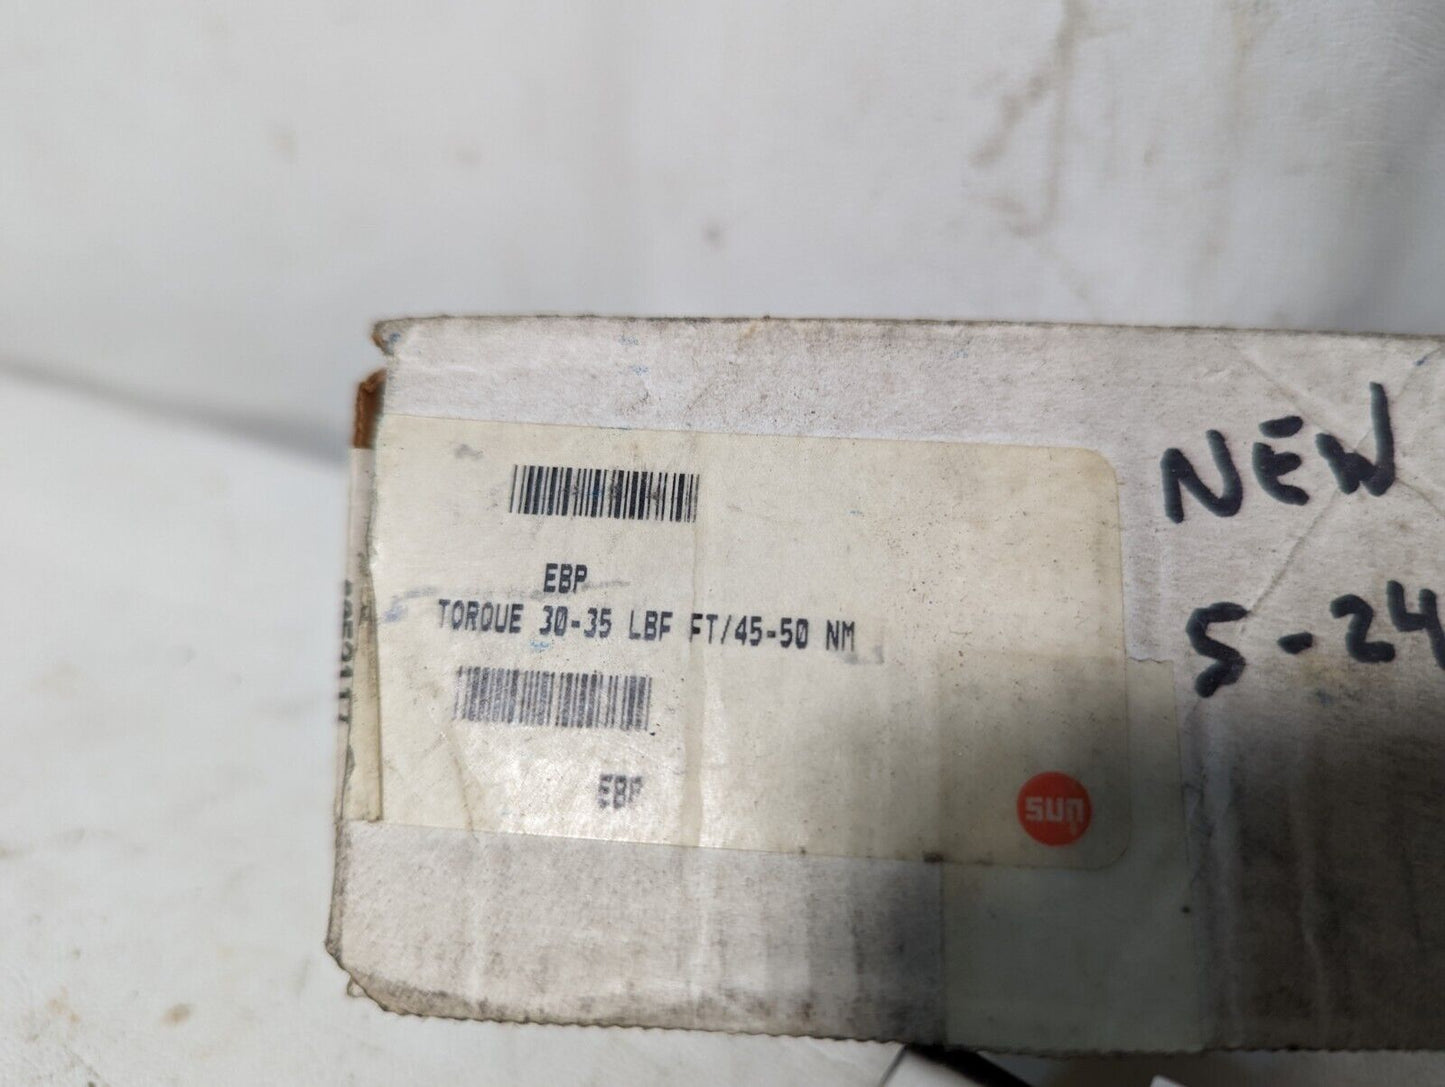 NEW
5-24
EBP
TORQUE 30-35 LBF FT/45-50 NM
EBP
sun